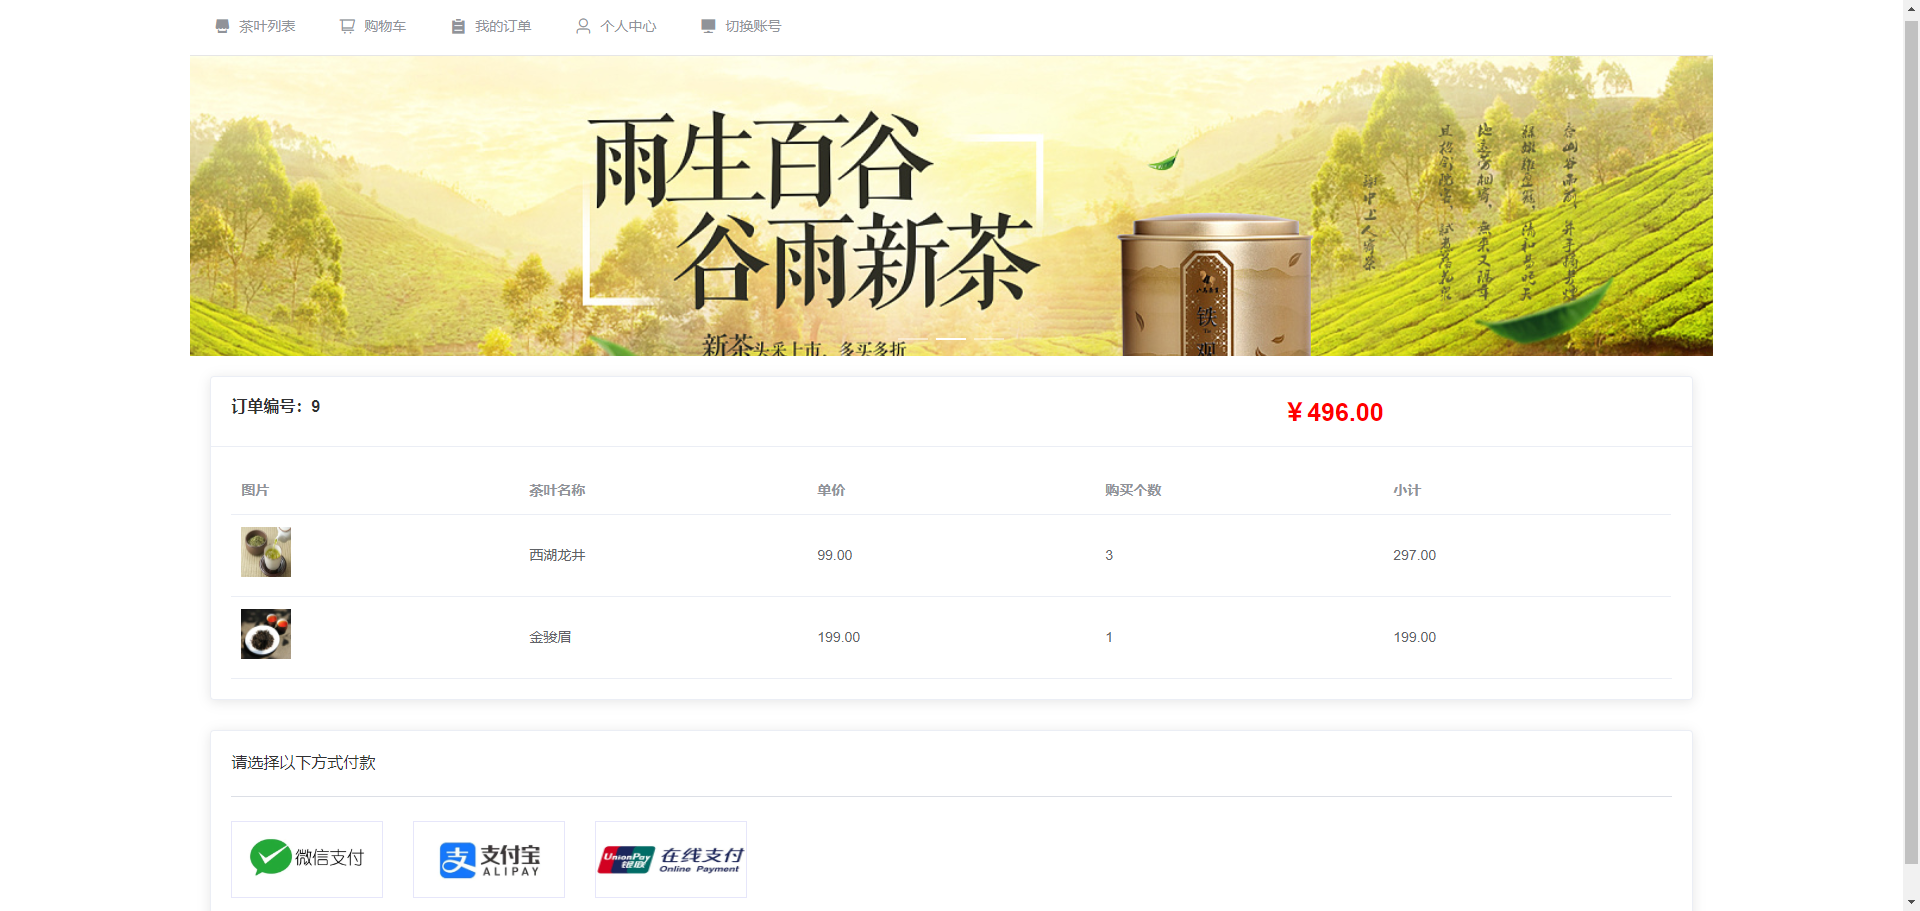 茶叶列表 购物车 我的订单 个人中心 切换账号
雨生百谷
谷雨新茶
新茶头采上市，多买多折
铁
订单编号：9
￥496.00
图片 茶叶名称 单价 购买个数 小计
西湖龙井 99.00 3 297.00
金骏眉 199.00 1 199.00
请选择以下方式付款
微信支付
支付宝
ALIPAY
UnionPay
银联
在线支付
Online Payment